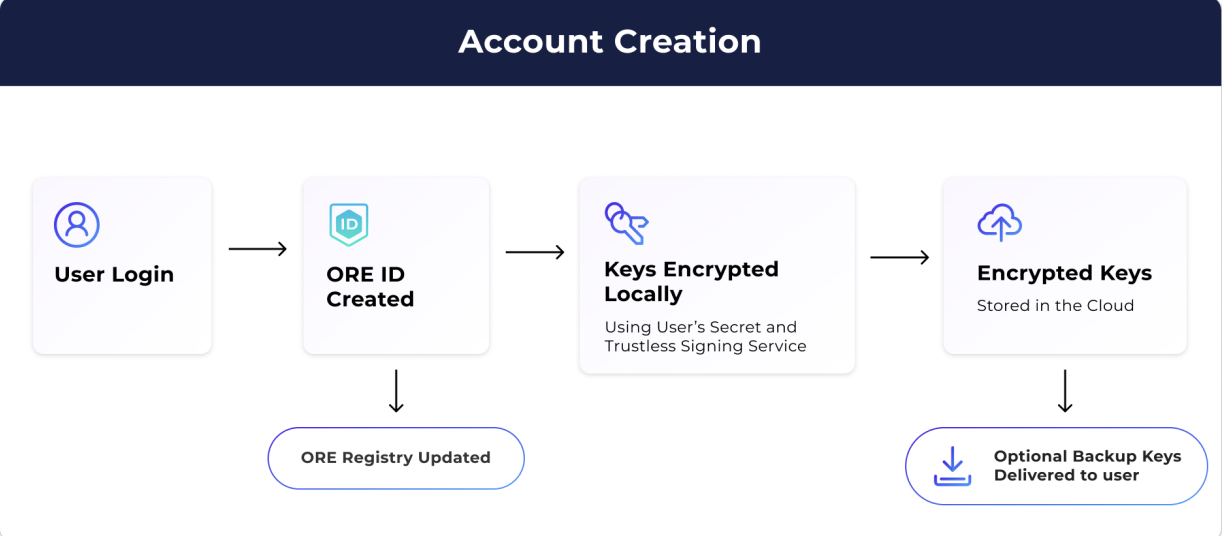 Account Creation
User Login
ID
ORE ID
Created
Keys Encrypted
Locally
Using User’s Secret and
Trustless Signing Service
Encrypted Keys
Stored in the Cloud
ORE Registry Updated
Optional Backup Keys
Delivered to user